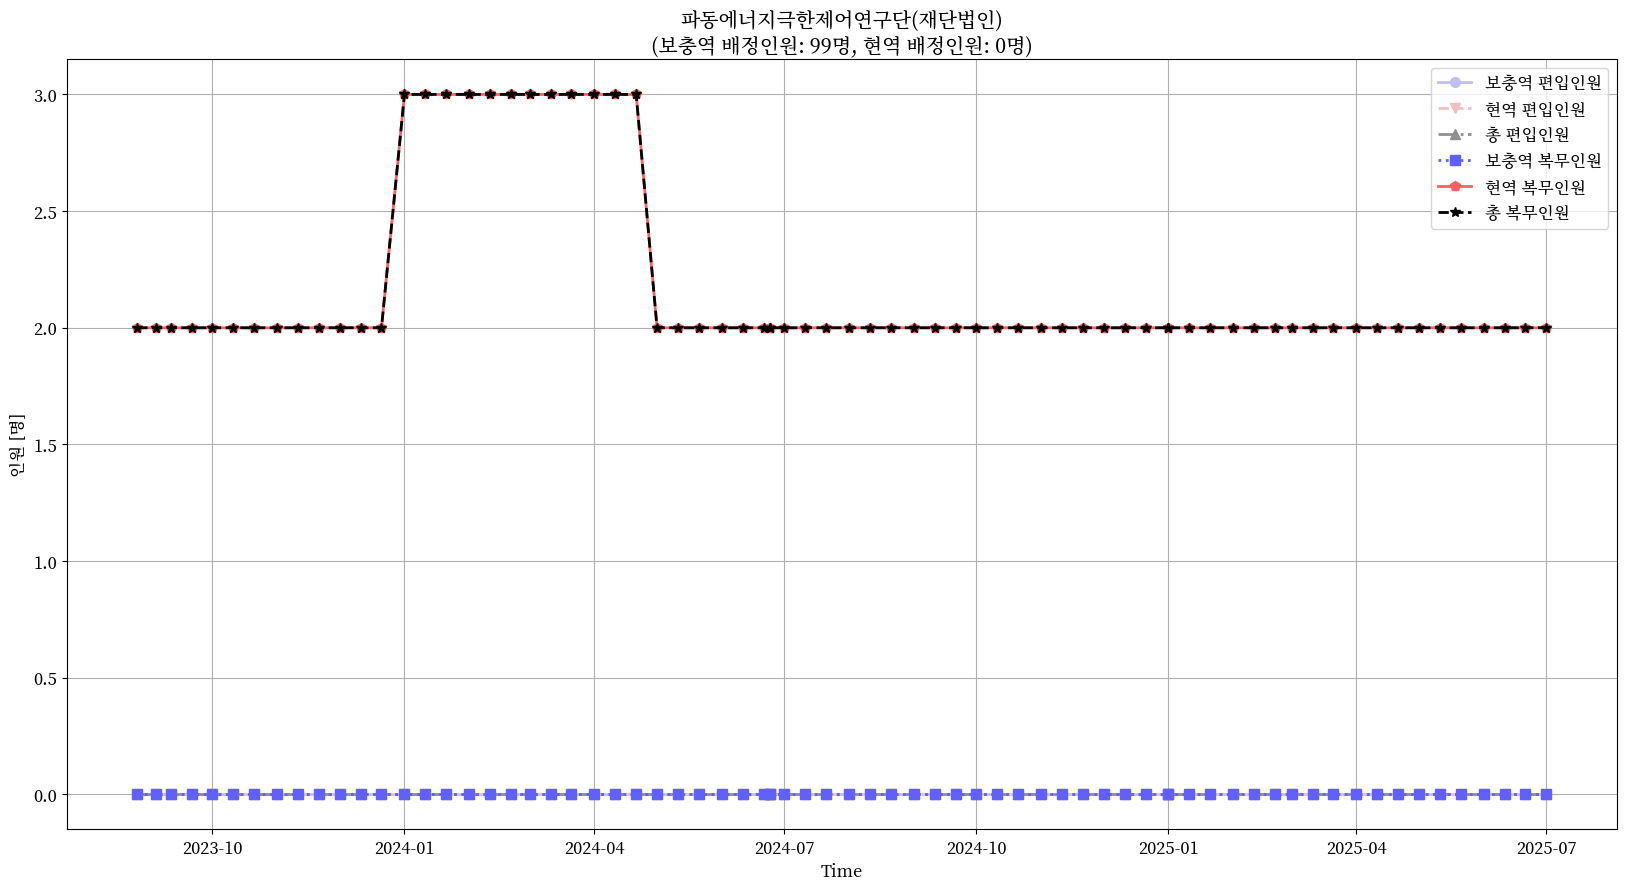 파동에너지극한제어연구단(재단법인)
(보충역 배정인원: 99명, 현역 배정인원: 0명)
보충역 편입인원
현역 편입인원
총 편입인원
보충역 복무인원
현역 복무인원
총 복무인원
인원 [명]
3.0
2.5
2.0
1.5
1.0
0.5
0.0
2023-10
2024-01
2024-04
2024-07
2024-10
2025-01
2025-04
2025-07
Time